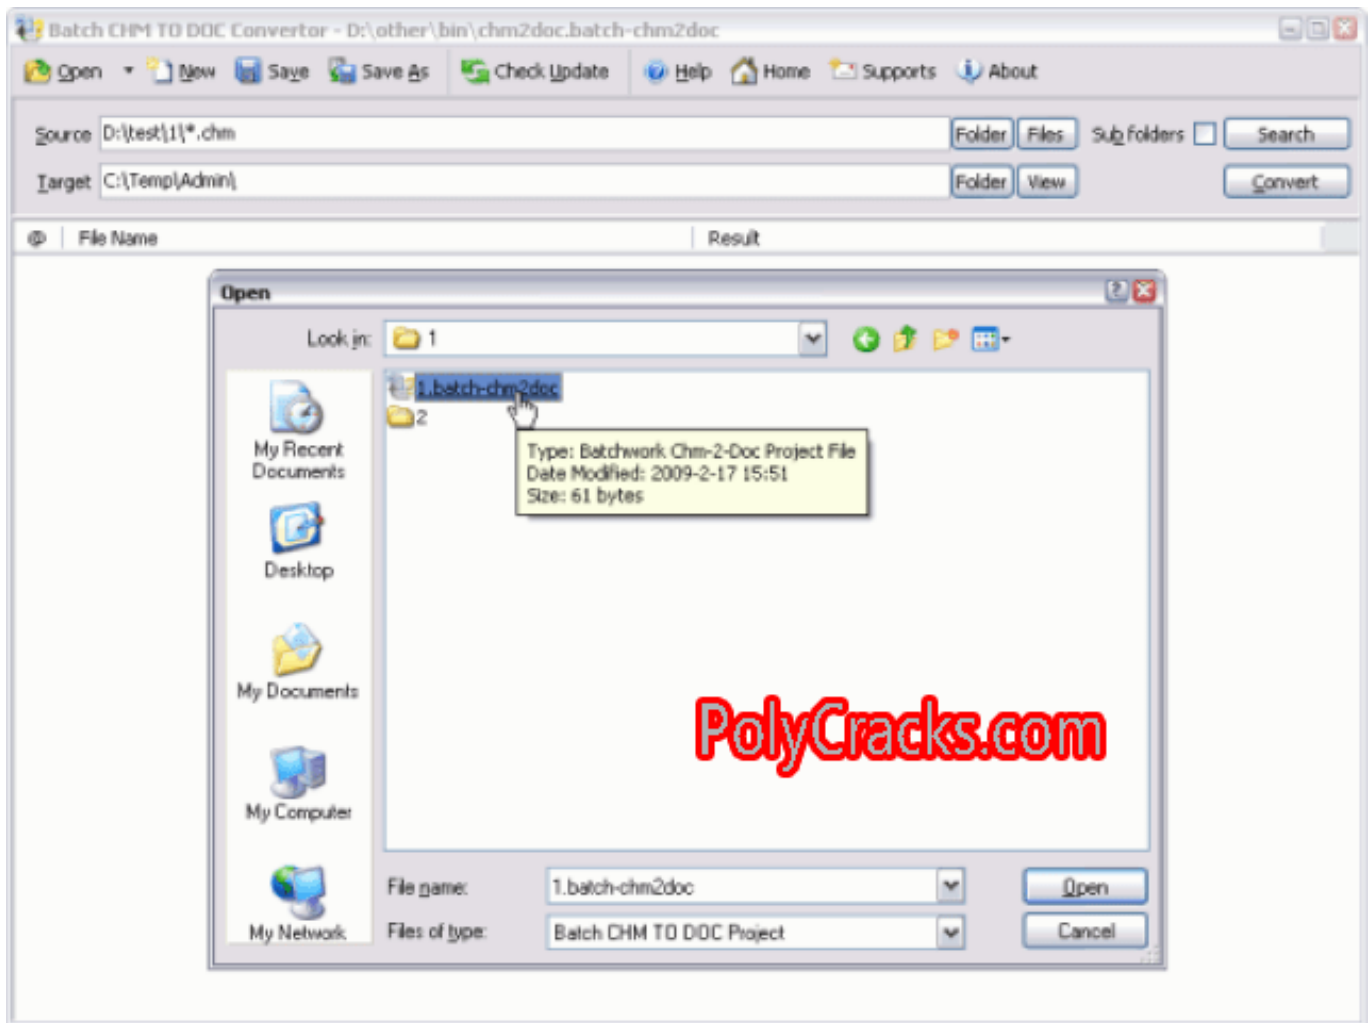 Batch CHM TO DOC Convertor - D:\other\bin\chm2doc.batch-chm2doc
Open New Save Save As Check Update Help Home Supports About
Source D:\test\1\*.chm Folder Files Sub folders Search
Target C:\Temp\Admin\ Folder View Convert
@ File Name Result
Open
Look in: 1
1.batch-chm2doc
2
Type: Batchwork Chm-2-Doc Project File
Date Modified: 2009-2-17 15:51
Size: 61 bytes
My Recent
Documents
Desktop
My Documents
PolyCracks.com
My Computer
File name: 1.batch-chm2doc Open
My Network Files of type: Batch CHM TO DOC Project Cancel